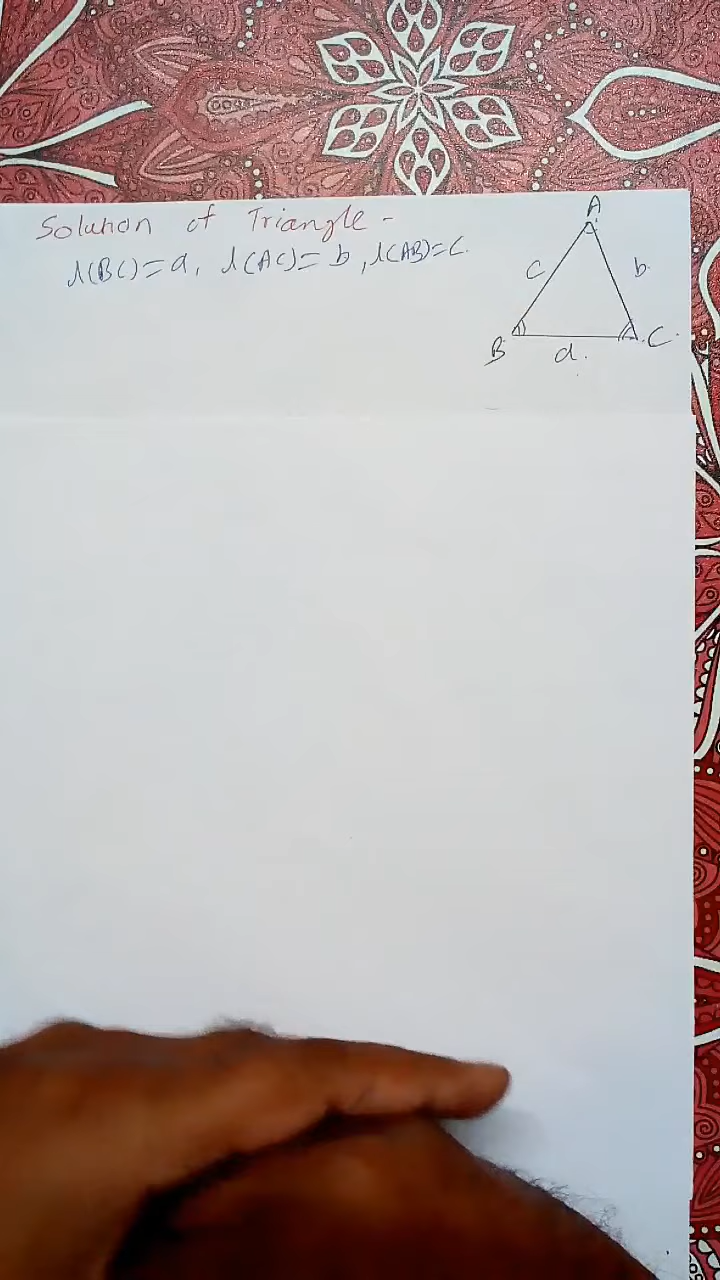 Solution of Triangle -
l(BC)=a, l(AC)= b, l(AB)=c.
A
c
b
B
C
a.